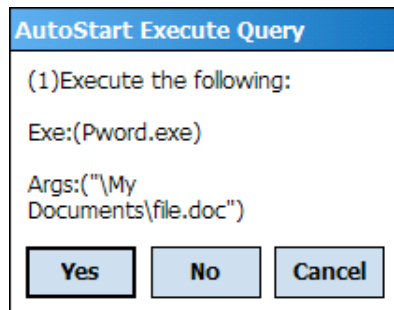 AutoStart Execute Query
(1)Execute the following:
Exe:(Pword.exe)
Args:("\My
Documents\file.doc")
Yes No Cancel